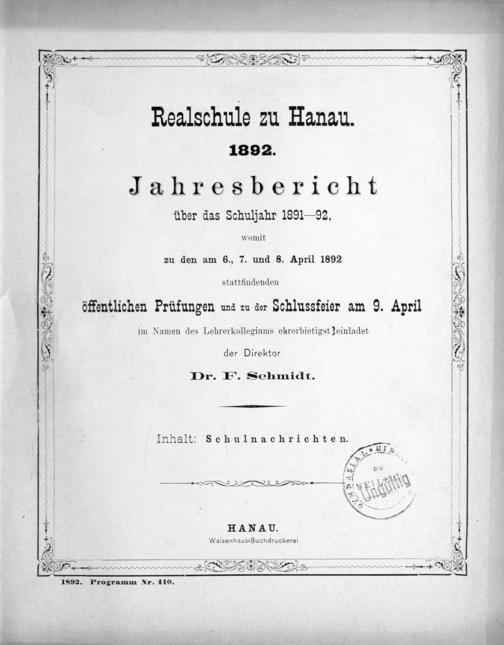 Realschule zu Hanau.
1892.
Jahresbericht
über das Schuljahr 1891—92,
womit
zu den am 6., 7. und 8. April 1892
stattfindenden
öffentlichen Prüfungen und zu der Schlussfeier am 9. April
im Namen des Lehrerkollegiums ehrerbietigst einladet
der Direktor
Dr. F. Schmidt.
Inhalt: Schulnachrichten.
Ungültig
HANAU.
Waisenhaus-Buchdruckerei
1892. Programm Nr. 410.